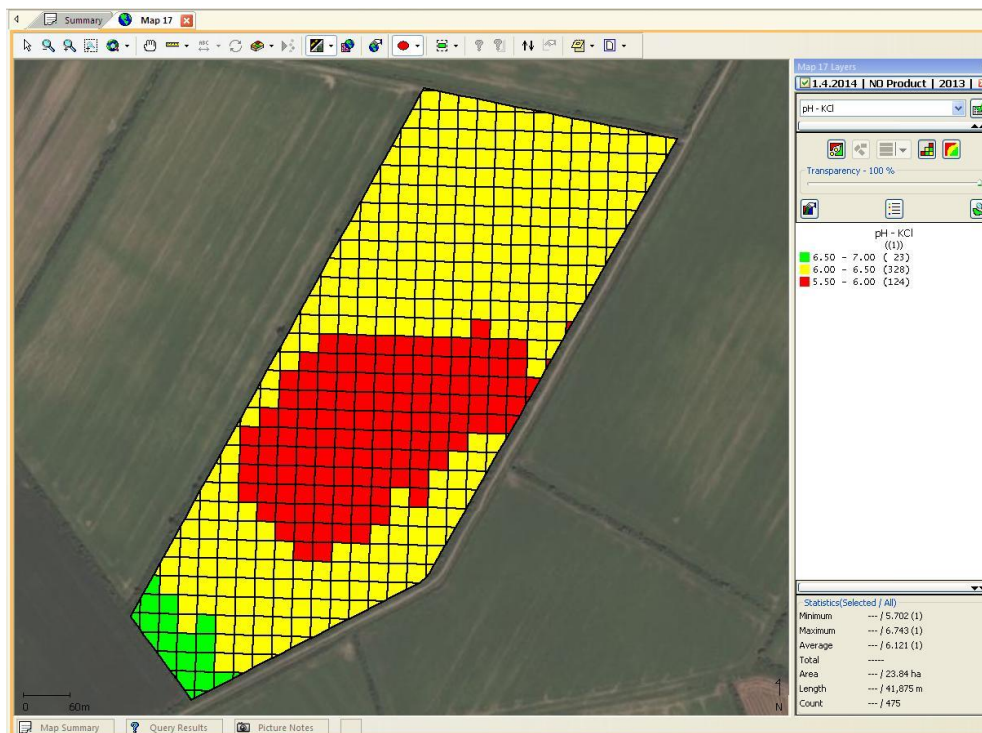 Summary
Map 17
ABC
Map 17 Layers
1.4.2014 | NO Product | 2013 |
pH - KCl
Transparency - 100 %
pH - KCl
((1))
6.50 - 7.00 ( 23)
6.00 - 6.50 (328)
5.50 - 6.00 (124)
Statistics(Selected / All)
Minimum --- / 5.702 (1)
Maximum --- / 6.743 (1)
Average --- / 6.121 (1)
Total -----
Area --- / 23.84 ha
Length --- / 41,875 m
Count --- / 475
0 60m
N
Map Summary
Query Results
Picture Notes